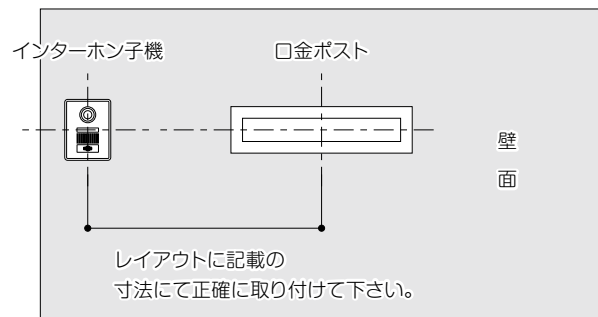 インターホン子機
口金ポスト
壁
面
レイアウトに記載の
寸法にて正確に取り付けて下さい。